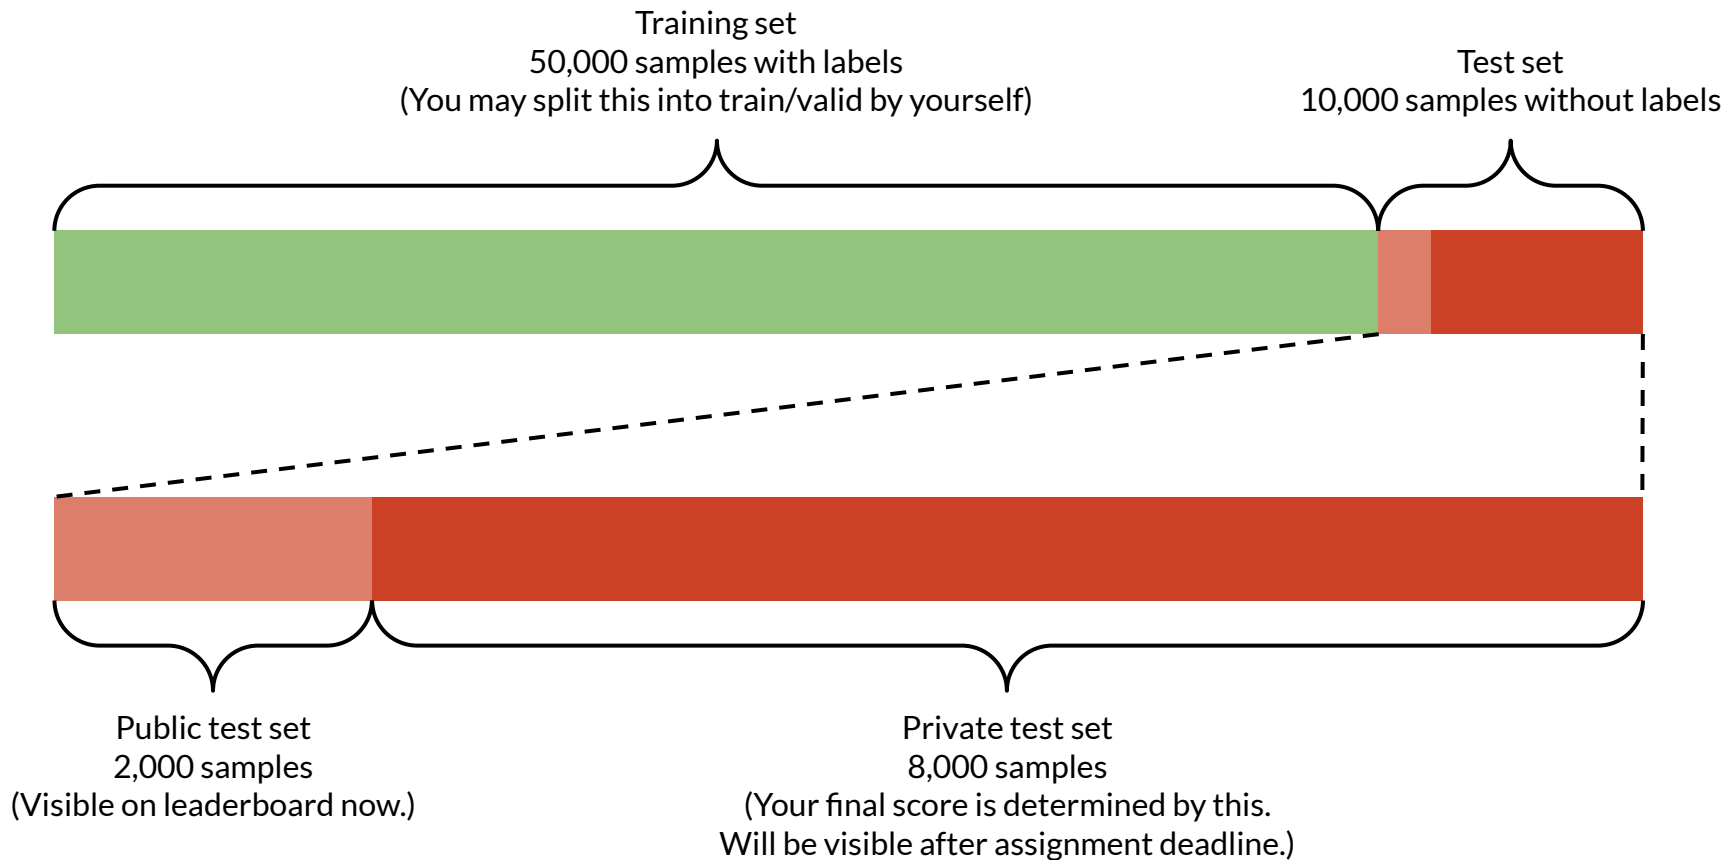 Training set
50,000 samples with labels
(You may split this into train/valid by yourself)
Test set
10,000 samples without labels
Public test set
2,000 samples
(Visible on leaderboard now.)
Private test set
8,000 samples
(Your final score is determined by this.
Will be visible after assignment deadline.)